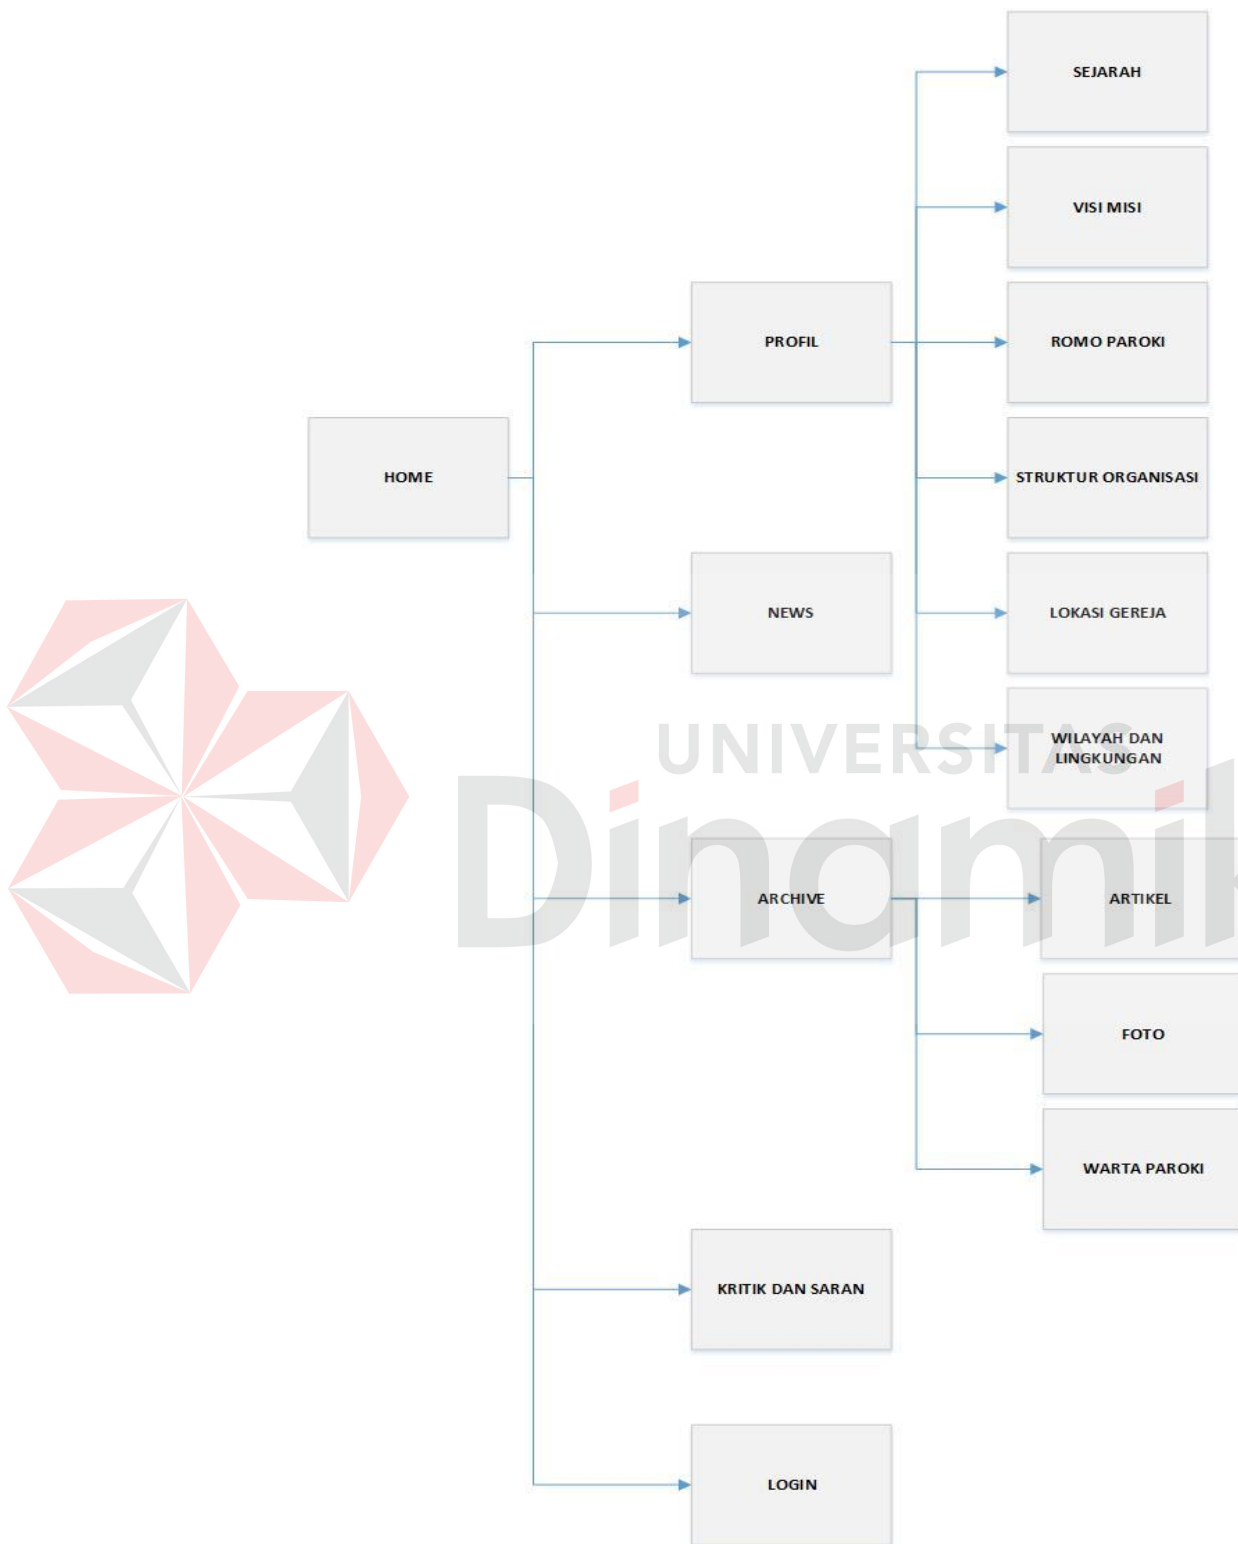 SEJARAH
VISI MISI
PROFIL
ROMO PAROKI
HOME
STRUKTUR ORGANISASI
NEWS
LOKASI GEREJA
UNIVERSITAS
WILAYAH DAN
LINGKUNGAN
Dinamik
ARCHIVE
ARTIKEL
FOTO
WARTA PAROKI
KRITIK DAN SARAN
LOGIN